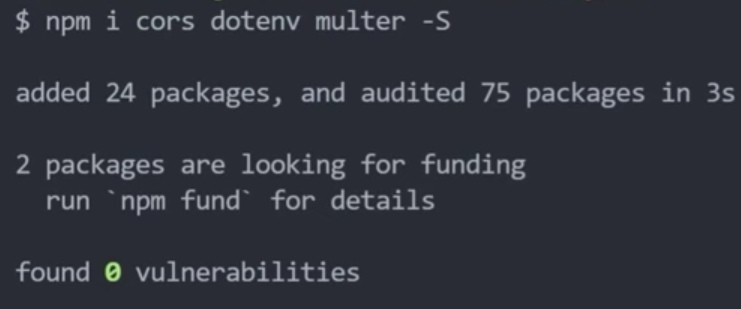 $ npm i cors dotenv multer -S
added 24 packages, and audited 75 packages in 3s
2 packages are looking for funding
run `npm fund` for details
found 0 vulnerabilities